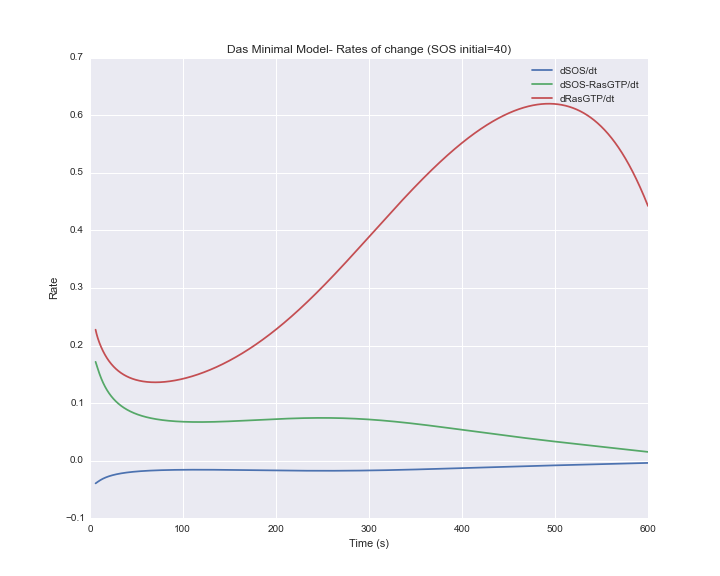 Das Minimal Model- Rates of change (SOS initial=40)
0.7
0.6
0.5
0.4
0.3
0.2
0.1
0.0
−0.1
Rate
dSOS/dt
dSOS-RasGTP/dt
dRasGTP/dt
0 100 200 300 400 500 600
Time (s)